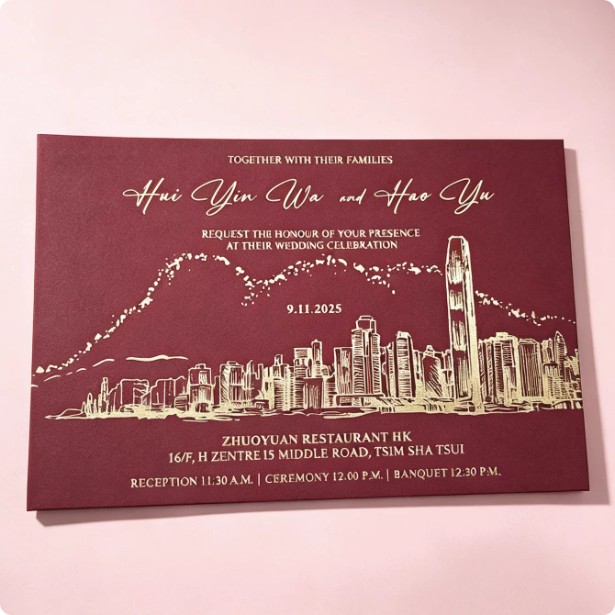 TOGETHER WITH THEIR FAMILIES
Hui Yin Wa and Hao Yu
REQUEST THE HONOUR OF YOUR PRESENCE
AT THEIR WEDDING CELEBRATION
9.11.2025
ZHUOYUAN RESTAURANT HK
16/F, H ZENTRE 15 MIDDLE ROAD, TSIM SHA TSUI
RECEPTION 11:30 A.M. | CEREMONY 12:00 P.M. | BANQUET 12:30 P.M.